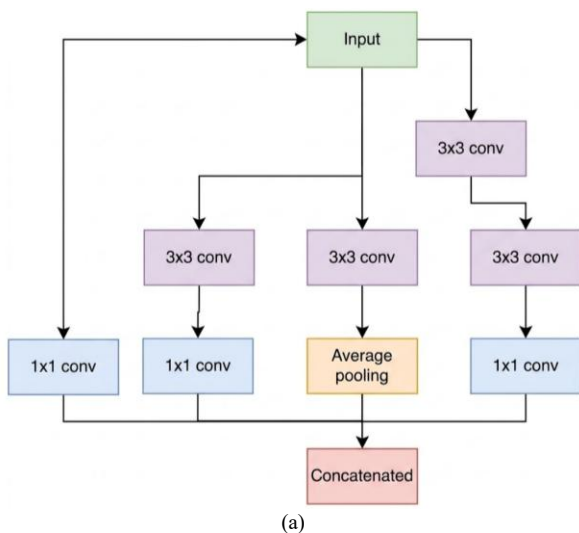 Input
3x3 conv
3x3 conv
3x3 conv
3x3 conv
1x1 conv
1x1 conv
Average
pooling
1x1 conv
Concatenated
(a)